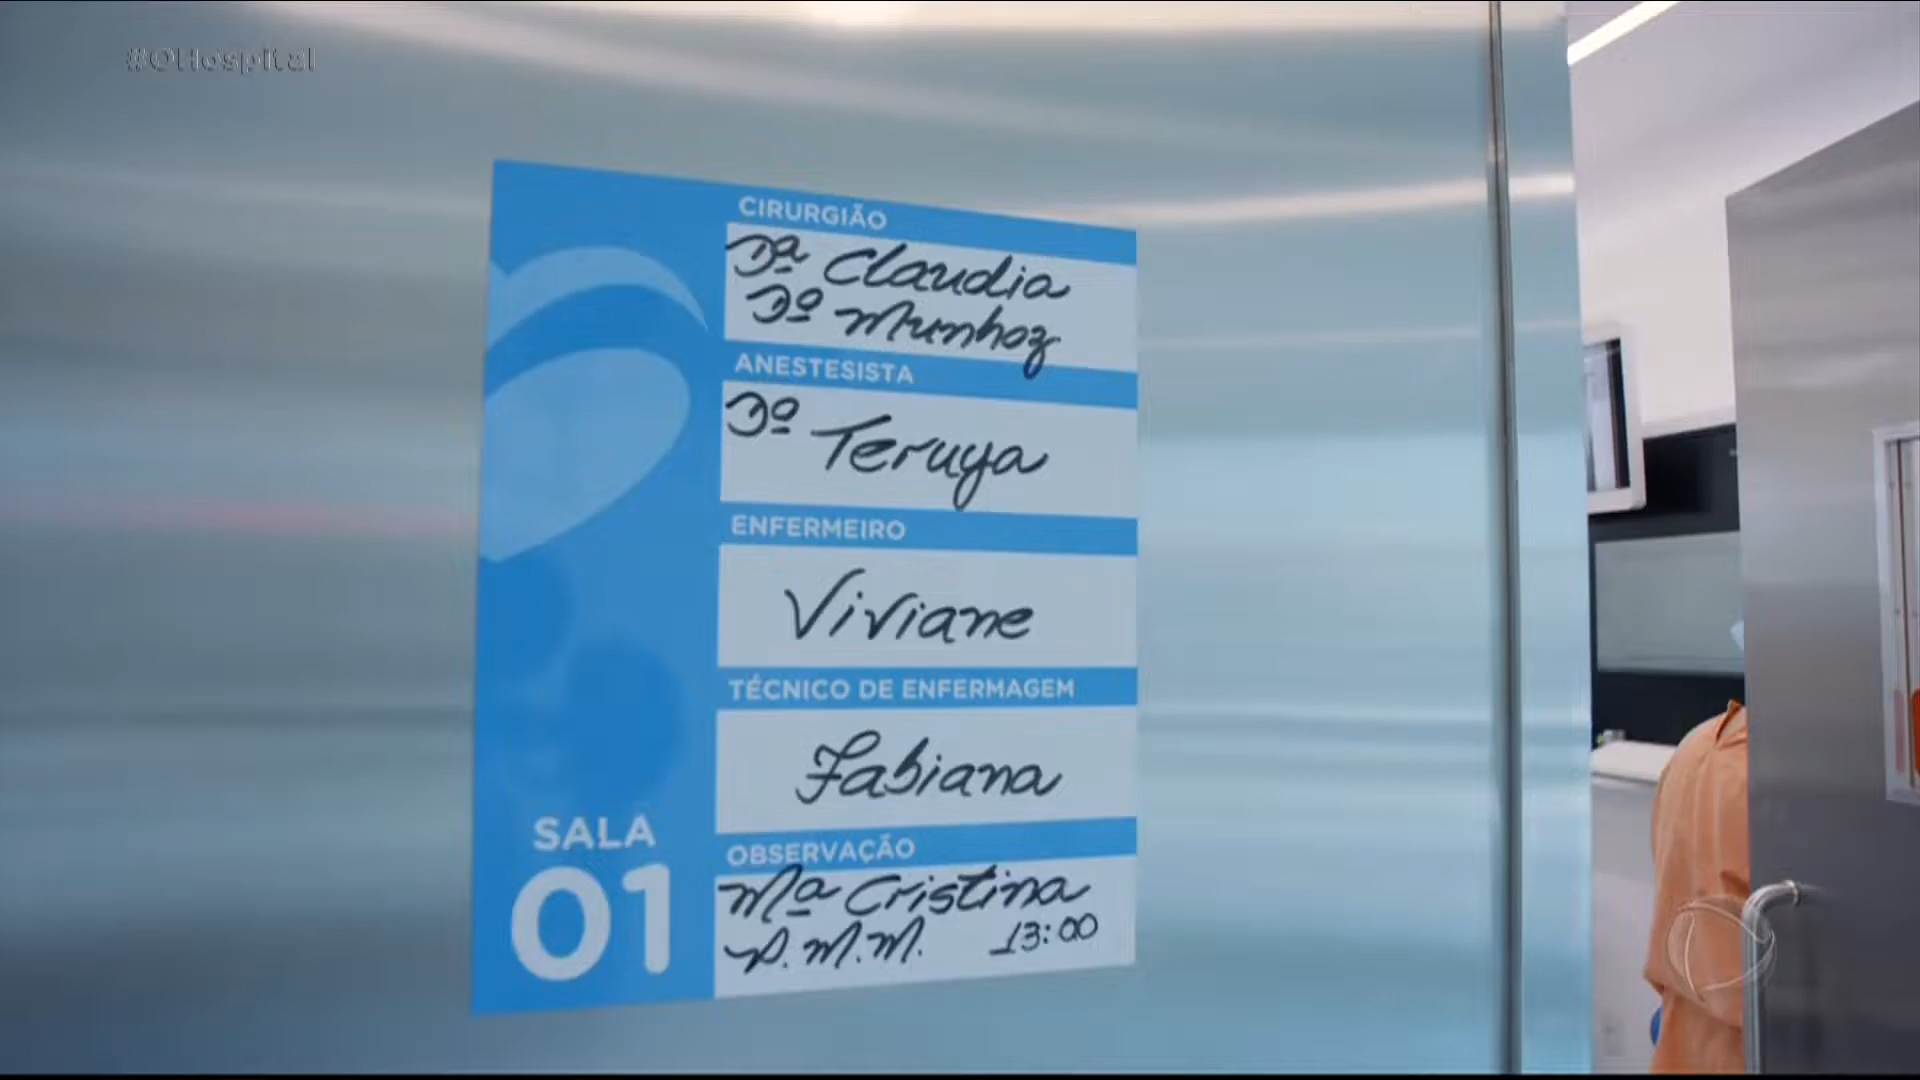 #OHospital
CIRURGIÃO
Dª Claudia
Dº Munhoz
ANESTESISTA
Dº Teruya
ENFERMEIRO
Viviane
TÉCNICO DE ENFERMAGEM
Fabiana
OBSERVAÇÃO
Mª Cristina
D.M.M. 13:00
SALA
01